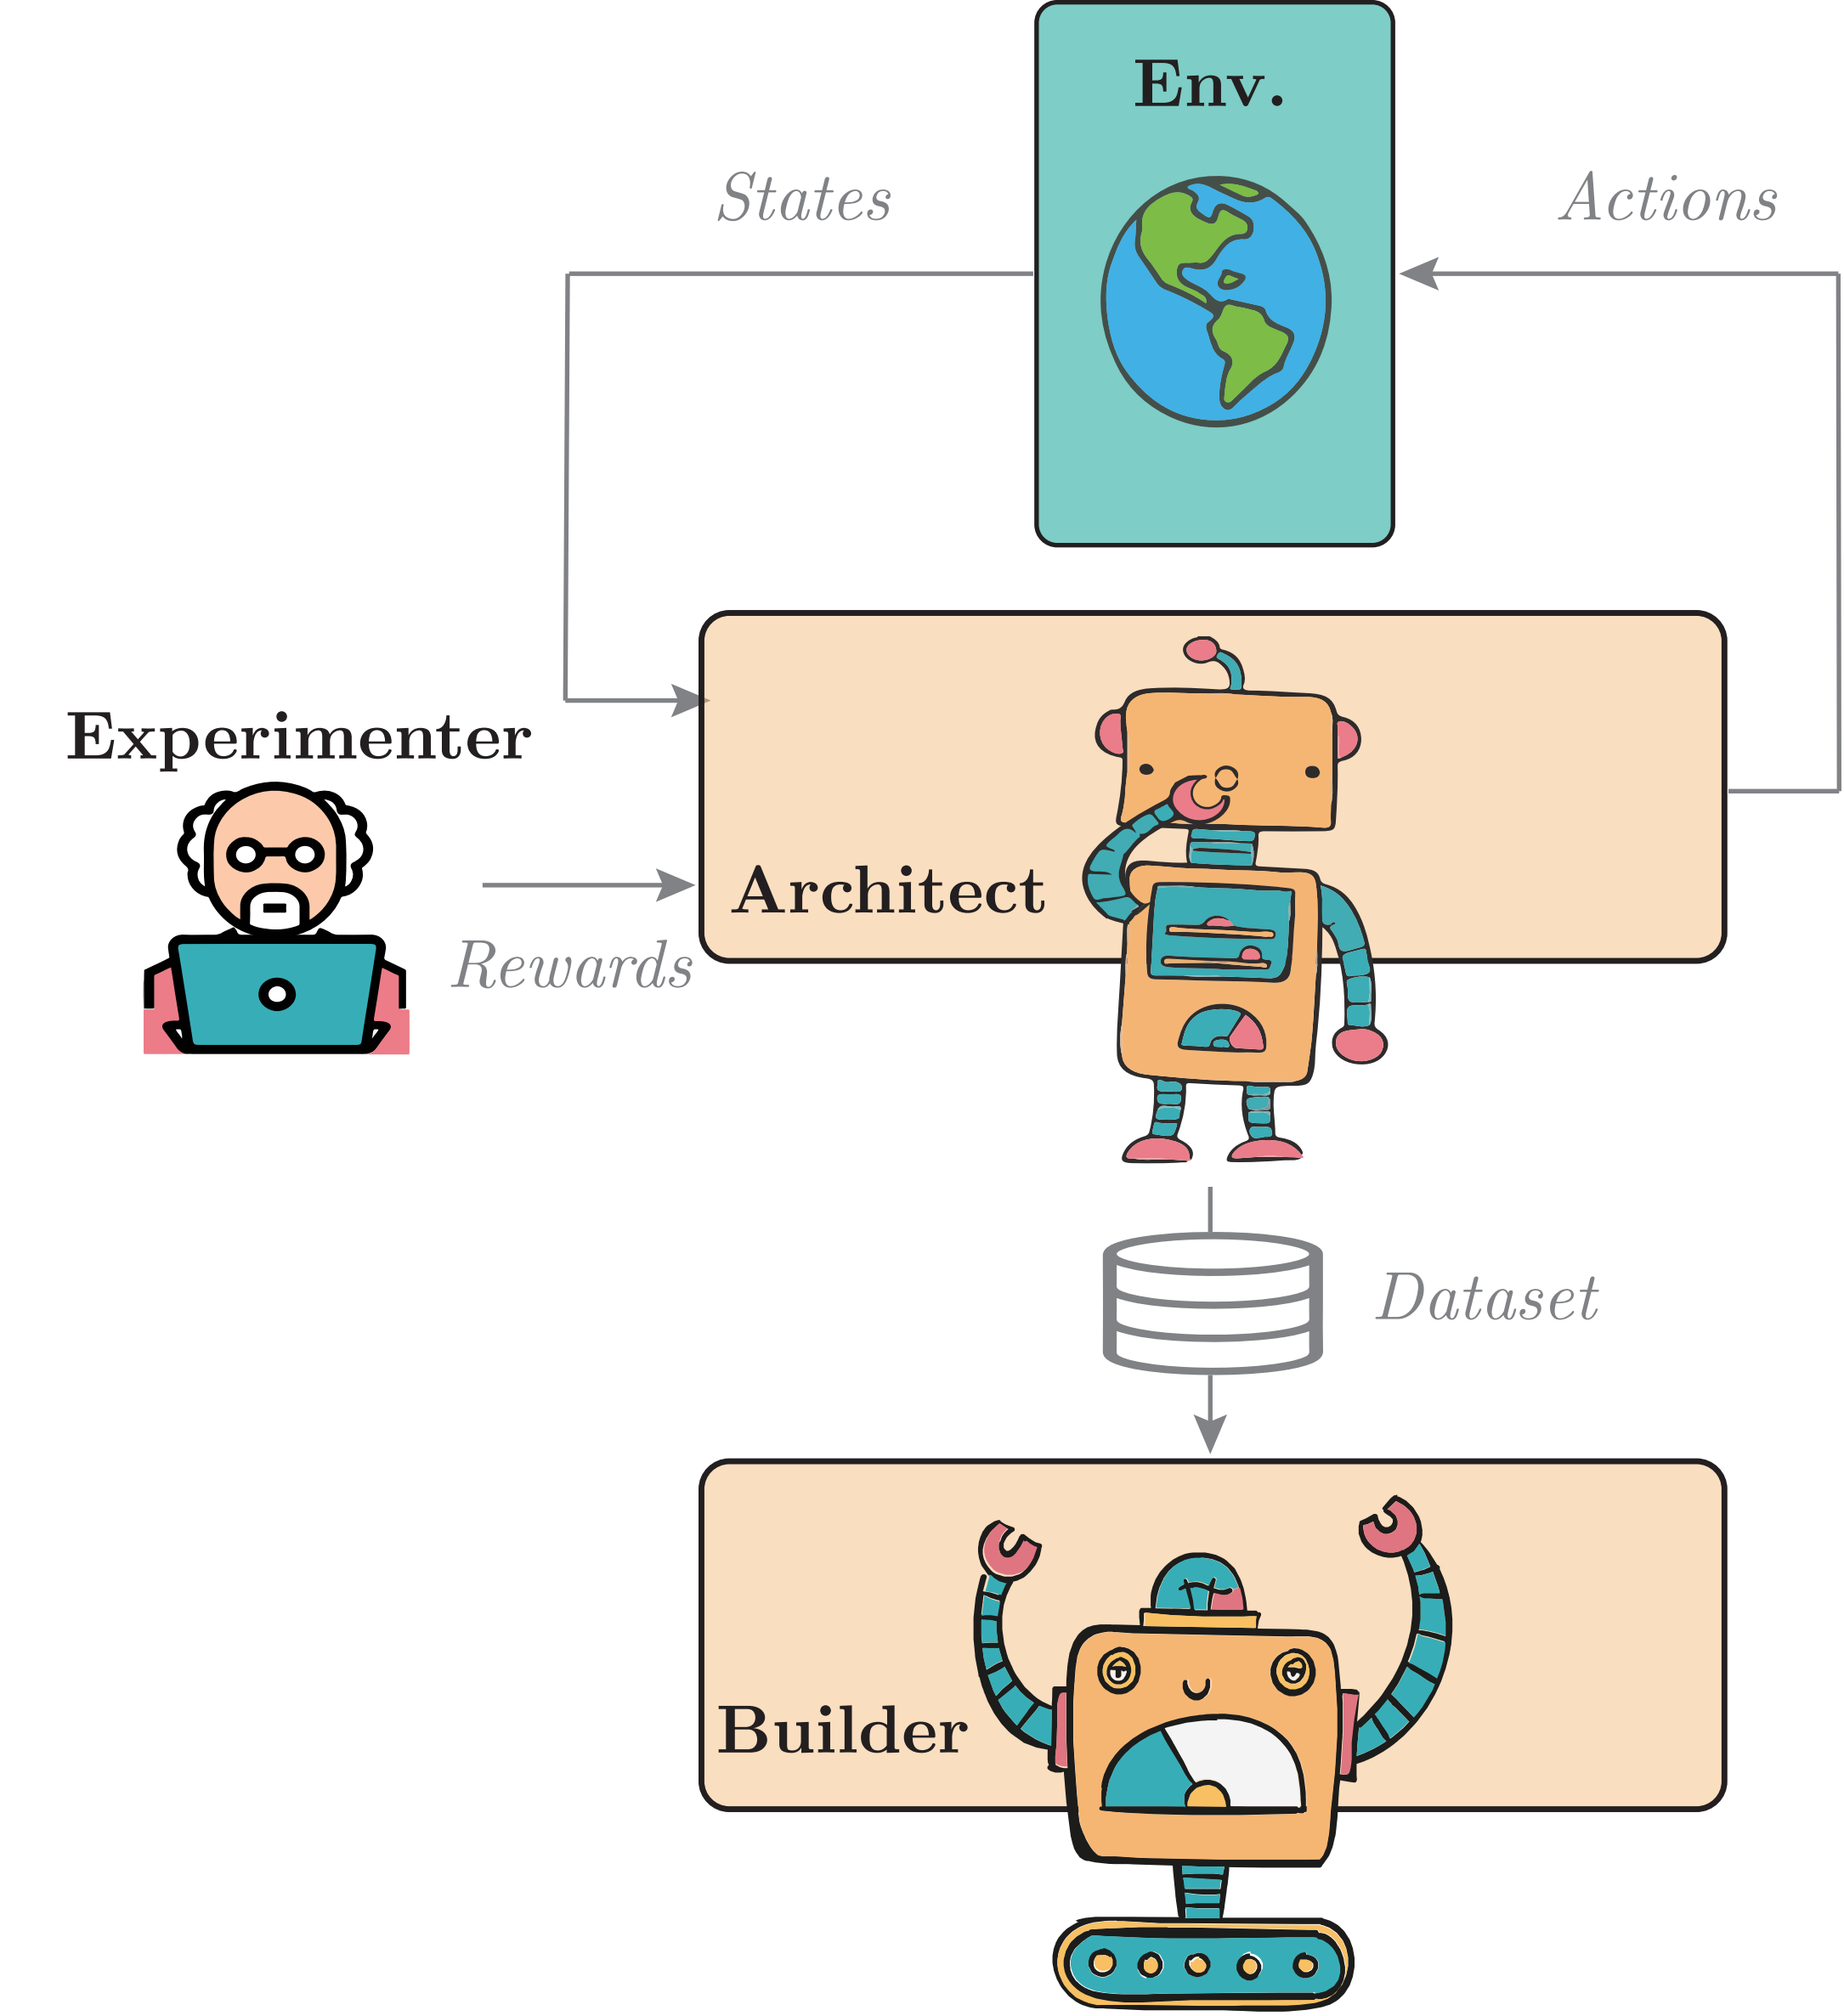 Env.
States
Actions
Experimenter
Architect
Rewards
Dataset
Builder